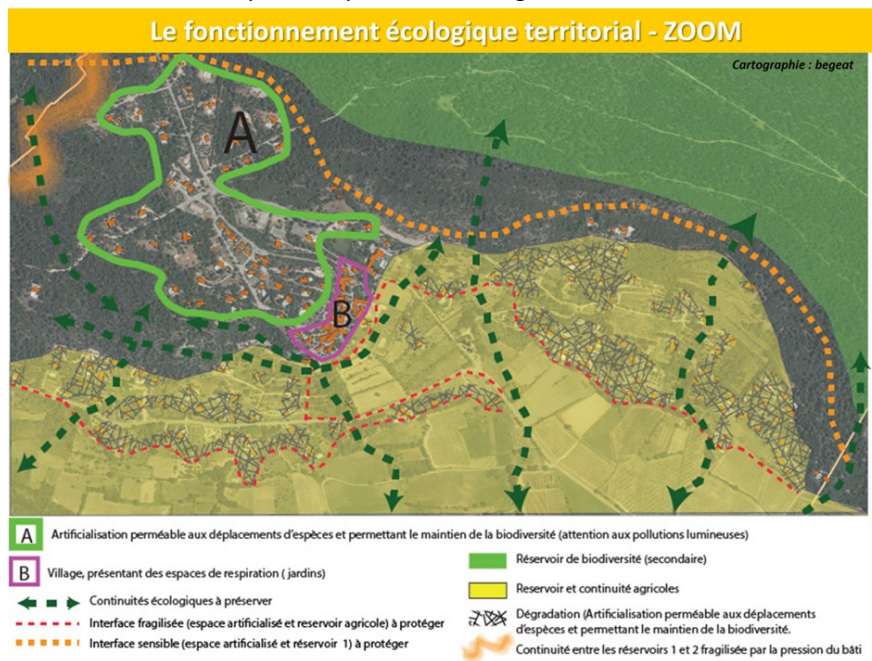 Le fonctionnement écologique territorial - ZOOM
Cartographie : begeat
A
B
A Artificialisation perméable aux déplacements d'espèces et permettant le maintien de la biodiversité (attention aux pollutions lumineuses)
B Village, présentant des espaces de respiration ( jardins)
Continuités écologiques à préserver
Interface fragilisée (espace artificialisé et reservoir agricole) à protéger
Interface sensible (espace artificialisé et réservoir 1) à protéger
Réservoir de biodiversité (secondaire)
Reservoir et continuité agricoles
Dégradation (Artificialisation perméable aux déplacements
d'espèces et permettant le maintien de la biodiversité.
Continuité entre les réservoirs 1 et 2 fragilisée par la pression du bâti